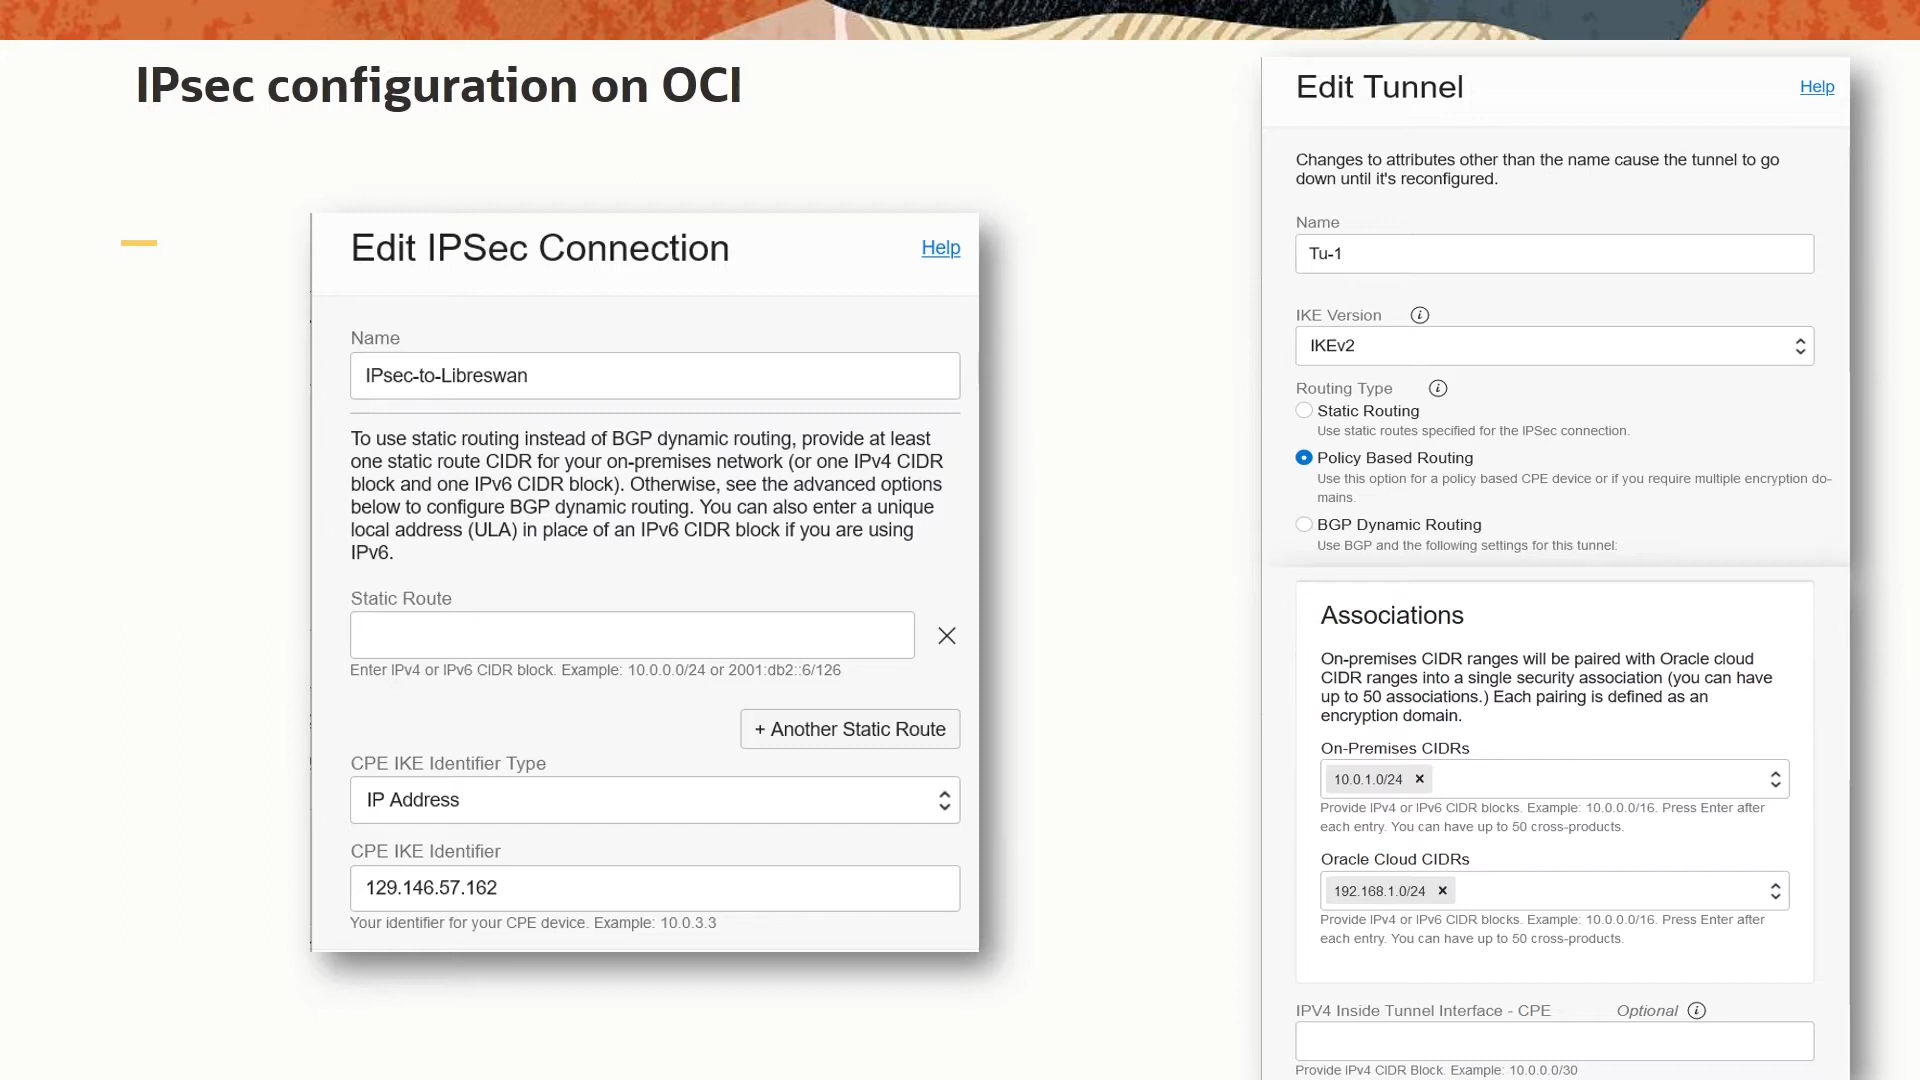 IPsec configuration on OCI
Edit IPSec Connection
Help
Name
IPsec-to-Libreswan
To use static routing instead of BGP dynamic routing, provide at least
one static route CIDR for your on-premises network (or one IPv4 CIDR
block and one IPv6 CIDR block). Otherwise, see the advanced options
below to configure BGP dynamic routing. You can also enter a unique
local address (ULA) in place of an IPv6 CIDR block if you are using
IPv6.
Static Route
Enter IPv4 or IPv6 CIDR block. Example: 10.0.0.0/24 or 2001:db2::6/126
+ Another Static Route
CPE IKE Identifier Type
IP Address
CPE IKE Identifier
129.146.57.162
Your identifier for your CPE device. Example: 10.0.3.3
Edit Tunnel
Help
Changes to attributes other than the name cause the tunnel to go
down until it's reconfigured.
Name
Tu-1
IKE Version
IKEv2
Routing Type
Static Routing
Use static routes specified for the IPSec connection.
Policy Based Routing
Use this option for a policy based CPE device or if you require multiple encryption do-
mains.
BGP Dynamic Routing
Use BGP and the following settings for this tunnel:
Associations
On-premises CIDR ranges will be paired with Oracle cloud
CIDR ranges into a single security association (you can have
up to 50 associations.) Each pairing is defined as an
encryption domain.
On-Premises CIDRs
10.0.1.0/24
Provide IPv4 or IPv6 CIDR blocks. Example: 10.0.0.0/16. Press Enter after
each entry. You can have up to 50 cross-products.
Oracle Cloud CIDRs
192.168.1.0/24
Provide IPv4 or IPv6 CIDR blocks. Example: 10.0.0.0/16. Press Enter after
each entry. You can have up to 50 cross-products.
IPV4 Inside Tunnel Interface - CPE Optional
Provide IPv4 CIDR Block. Example: 10.0.0.0/30